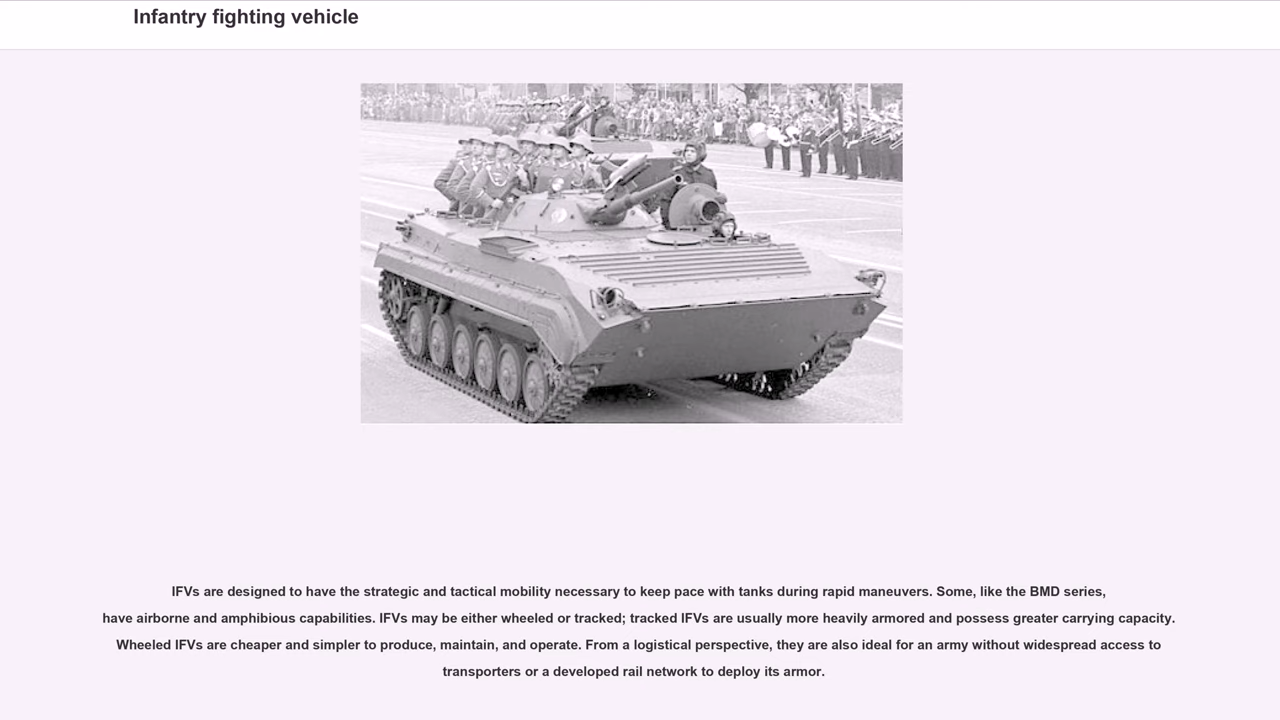 Infantry fighting vehicle
IFVs are designed to have the strategic and tactical mobility necessary to keep pace with tanks during rapid maneuvers. Some, like the BMD series,
have airborne and amphibious capabilities. IFVs may be either wheeled or tracked; tracked IFVs are usually more heavily armored and possess greater carrying capacity.
Wheeled IFVs are cheaper and simpler to produce, maintain, and operate. From a logistical perspective, they are also ideal for an army without widespread access to
transporters or a developed rail network to deploy its armor.